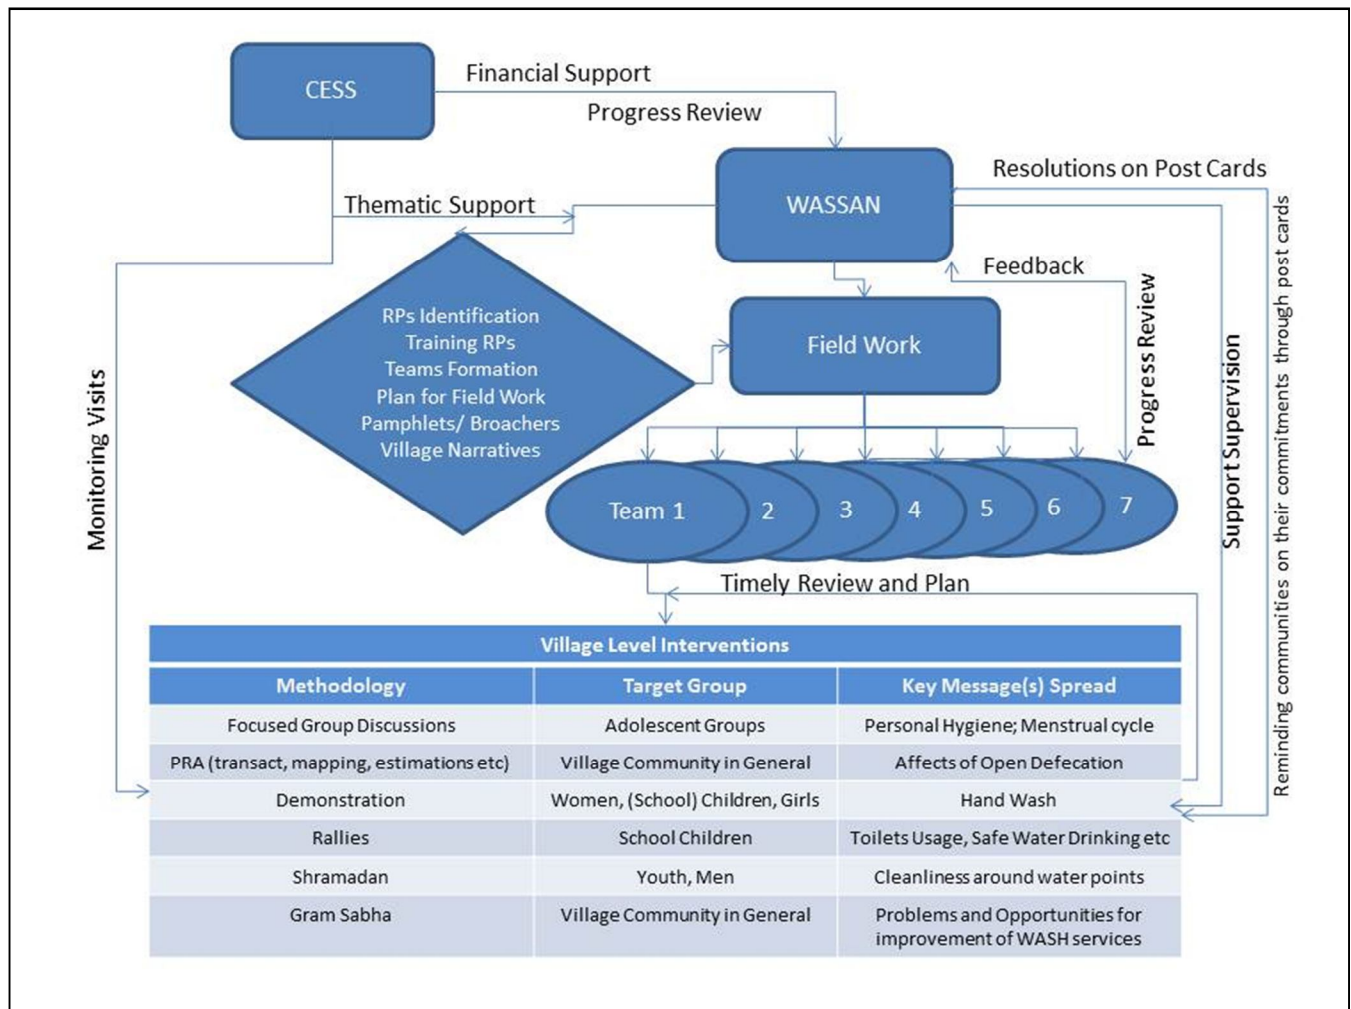 CESS
Financial Support
Progress Review
WASSAN
Resolutions on Post Cards
Thematic Support
Feedback
RPs Identification
Training RPs
Teams Formation
Plan for Field Work
Pamphlets/ Broachers
Village Narratives
Field Work
Monitoring Visits
Progress Review
Support Supervision
Reminding communities on their commitments through post cards
Team 1 2 3 4 5 6 7
Timely Review and Plan
Village Level Interventions
Methodology Target Group Key Message(s) Spread
Focused Group Discussions Adolescent Groups Personal Hygiene; Menstrual cycle
PRA (transact, mapping, estimations etc) Village Community in General Affects of Open Defecation
Demonstration Women, (School) Children, Girls Hand Wash
Rallies School Children Toilets Usage, Safe Water Drinking etc
Shramadan Youth, Men Cleanliness around water points
Gram Sabha Village Community in General Problems and Opportunities for
improvement of WASH services